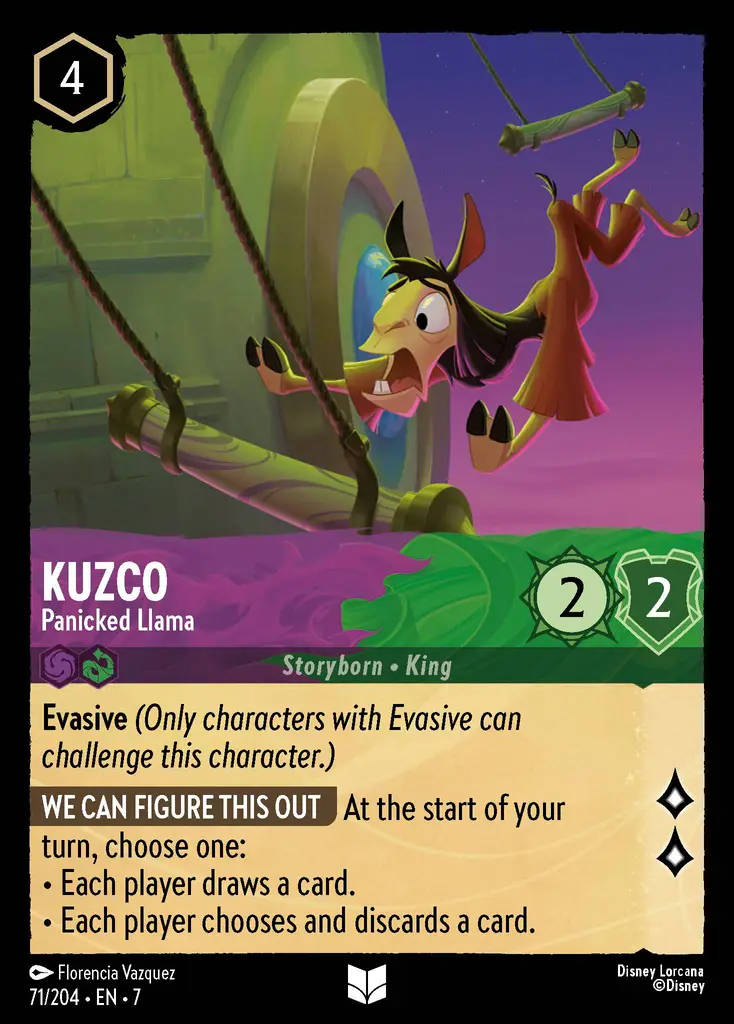 4
KUZCO
Panicked Llama
2
2
Storyborn • King
Evasive (Only characters with Evasive can
challenge this character.)
WE CAN FIGURE THIS OUT At the start of your
turn, choose one:
• Each player draws a card.
• Each player chooses and discards a card.
Florencia Vazquez
71/204 • EN • 7
Disney Lorcana
©Disney